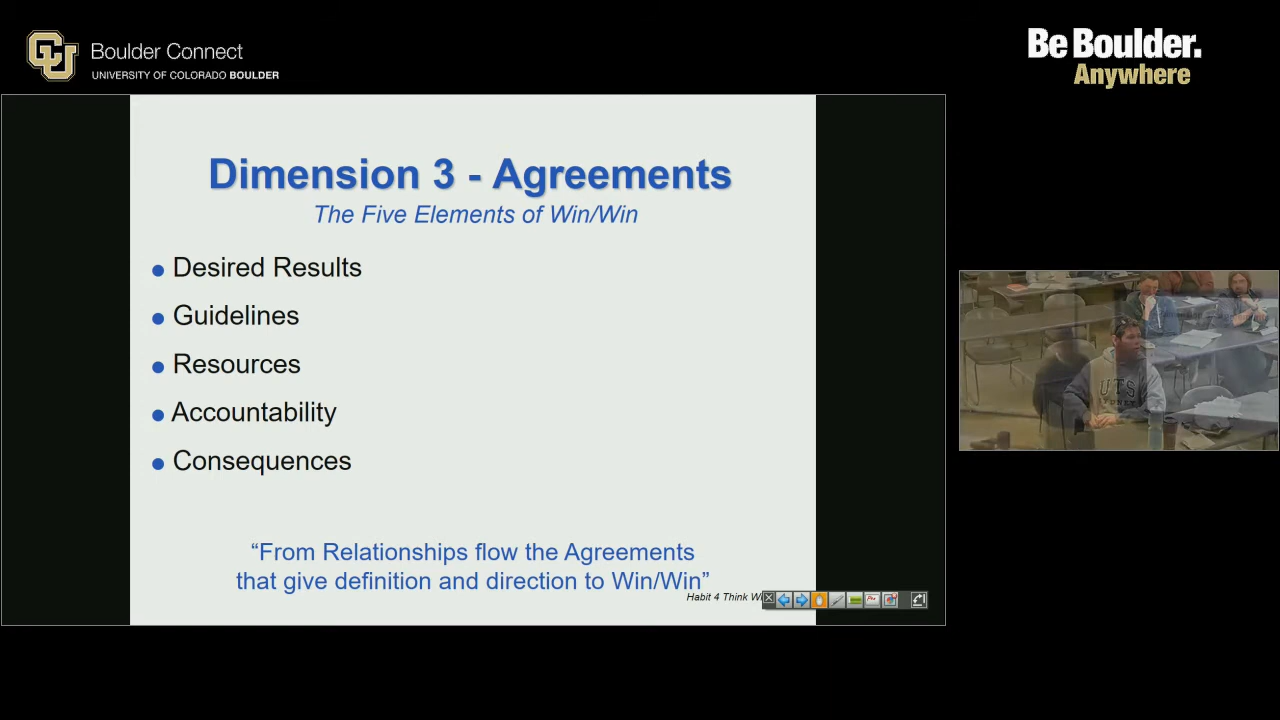 Boulder Connect
UNIVERSITY OF COLORADO BOULDER
Be Boulder.
Anywhere
Dimension 3 - Agreements
The Five Elements of Win/Win
Desired Results
Guidelines
Resources
Accountability
Consequences
“From Relationships flow the Agreements
that give definition and direction to Win/Win”
Habit 4 Think
UTS